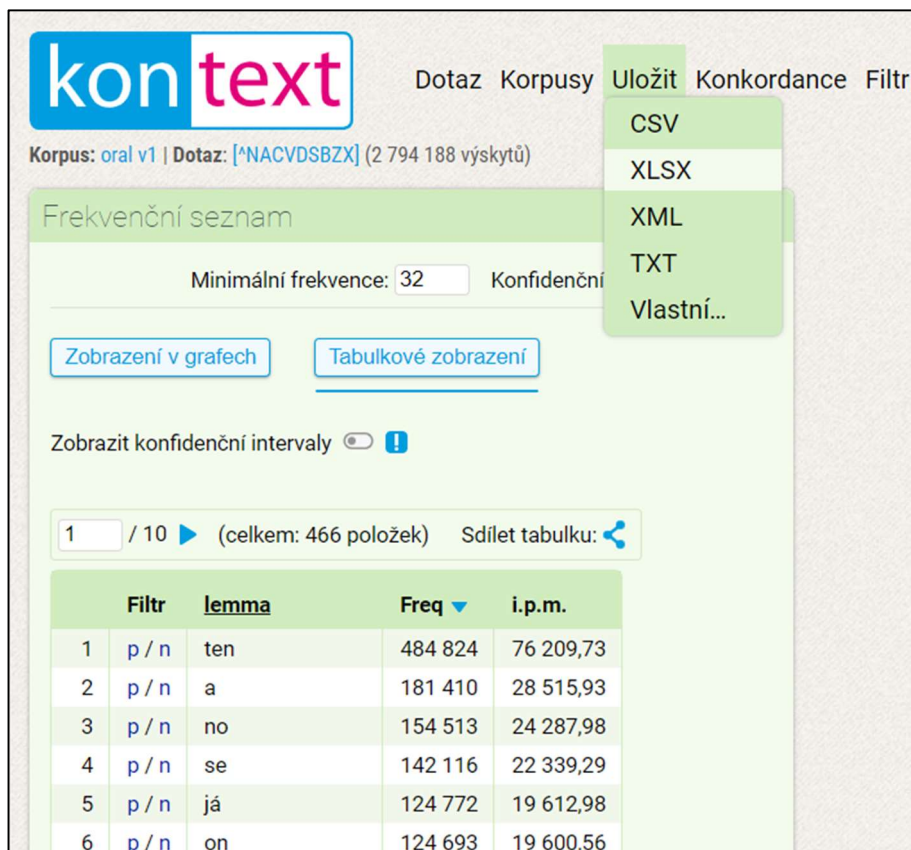 kontext
Dotaz Korpusy Uložit Konkordance Filtr
CSV
XLSX
XML
TXT
Vlastní...
Korpus: oral v1 | Dotaz: [^NACVDSBZX] (2 794 188 výskytů)
Frekvenční seznam
Minimální frekvence: 32 Konfidenční
Zobrazení v grafech Tabulkové zobrazení
Zobrazit konfidenční intervaly !
1 / 10 (celkem: 466 položek) Sdílet tabulku:
Filtr lemma Freq i.p.m.
1 p / n ten 484 824 76 209,73
2 p / n a 181 410 28 515,93
3 p / n no 154 513 24 287,98
4 p / n se 142 116 22 339,29
5 p / n já 124 772 19 612,98
6 p / n on 124 693 19 600,56